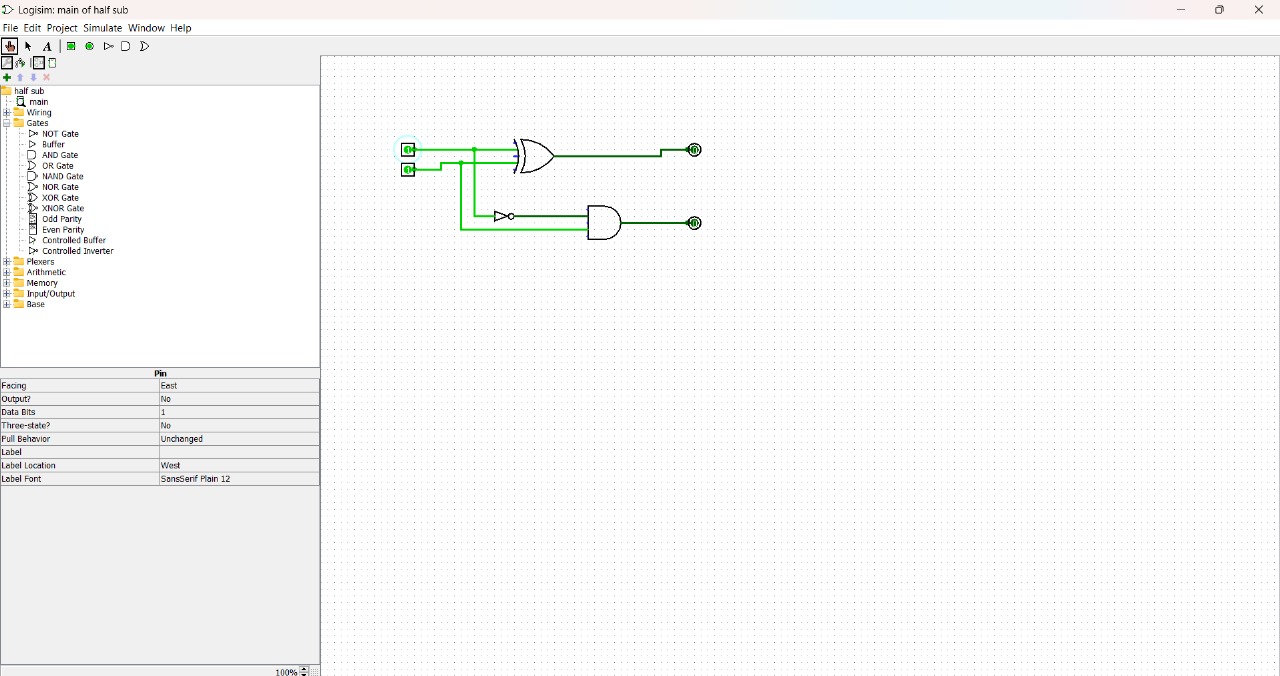 Logisim: main of half sub
File Edit Project Simulate Window Help
A
half sub
main
Wiring
Gates
NOT Gate
Buffer
AND Gate
OR Gate
NAND Gate
NOR Gate
XOR Gate
XNOR Gate
Odd Parity
Even Parity
Controlled Buffer
Controlled Inverter
Plexers
Arithmetic
Memory
Input/Output
Base
Pin
Facing East
Output? No
Data Bits 1
Three-state? No
Pull Behavior Unchanged
Label
Label Location West
Label Font SansSerif Plain 12
100%
1
1
0
0